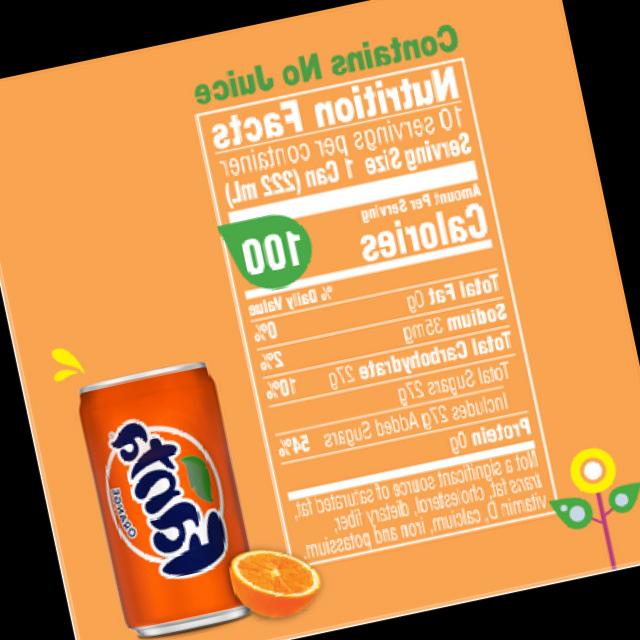 Contains No Juice
Nutrition Facts
10 servings per container
Serving Size 1 Can (222 mL)
Amount Per Serving
Calories 100
% Daily Value
Total Fat 0g 0%
Sodium 35mg 2%
Total Carbohydrate 27g 10%
Total Sugars 27g
Includes 27g Added Sugars 54%
Protein 0g
Not a significant source of saturated fat,
trans fat, cholesterol, dietary fiber,
vitamin D, calcium, iron and potassium.
Fanta
ORANGE